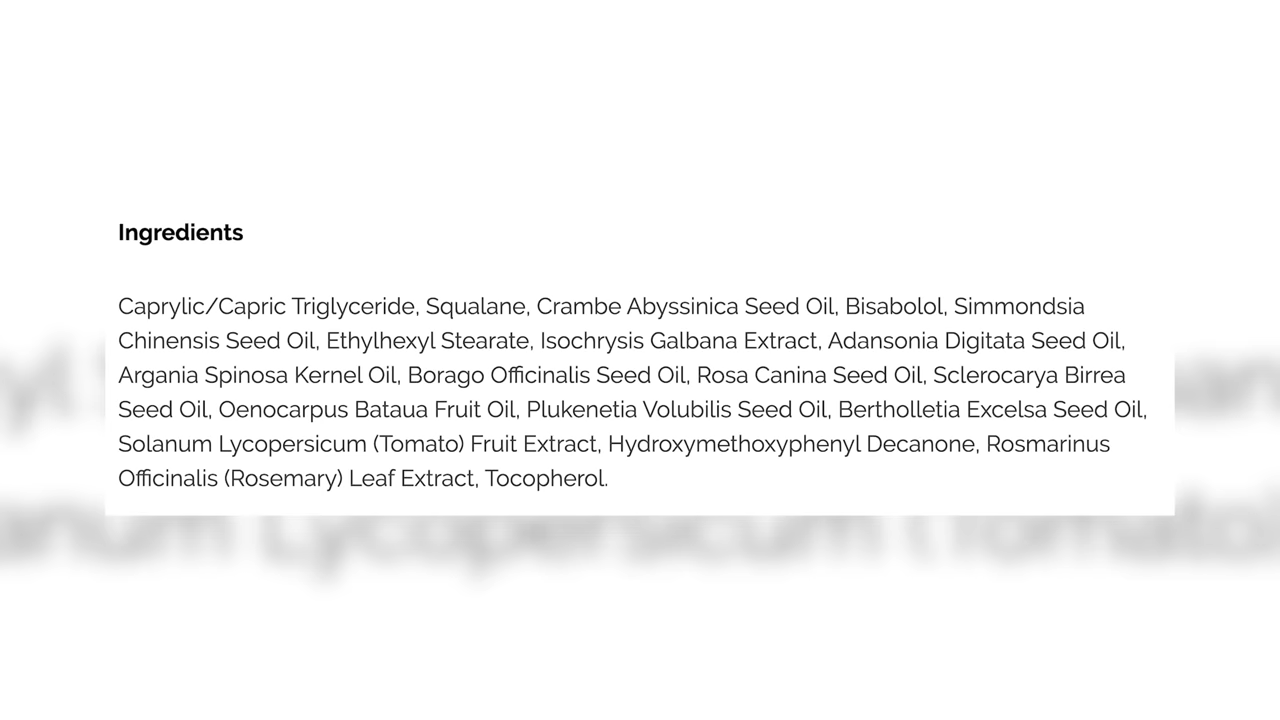 Ingredients
Caprylic/Capric Triglyceride, Squalane, Crambe Abyssinica Seed Oil, Bisabolol, Simmondsia
Chinensis Seed Oil, Ethylhexyl Stearate, Isochrysis Galbana Extract, Adansonia Digitata Seed Oil,
Argania Spinosa Kernel Oil, Borago Officinalis Seed Oil, Rosa Canina Seed Oil, Sclerocarya Birrea
Seed Oil, Oenocarpus Bataua Fruit Oil, Plukenetia Volubilis Seed Oil, Bertholletia Excelsa Seed Oil,
Solanum Lycopersicum (Tomato) Fruit Extract, Hydroxymethoxyphenyl Decanone, Rosmarinus
Officinalis (Rosemary) Leaf Extract, Tocopherol.
anum Lycopersicum (Tomato)